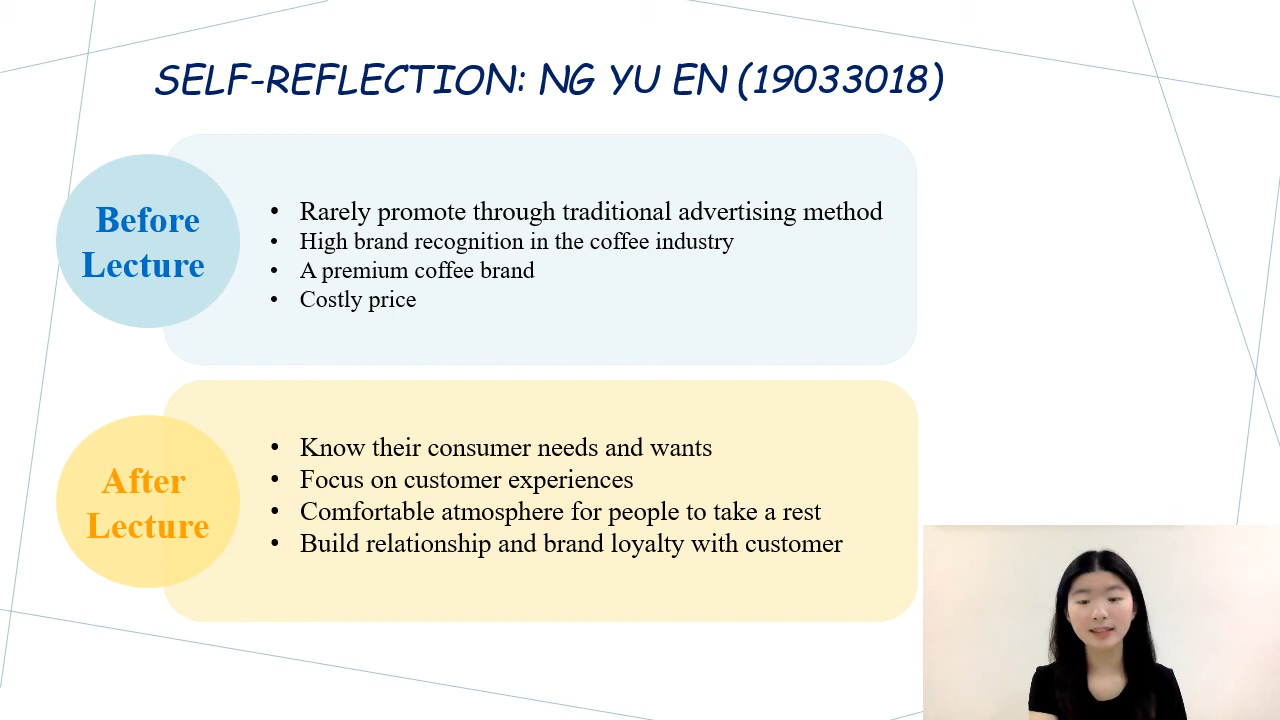 SELF-REFLECTION: NG YU EN (19033018)
Before
Lecture
• Rarely promote through traditional advertising method
• High brand recognition in the coffee industry
• A premium coffee brand
• Costly price
After
Lecture
• Know their consumer needs and wants
• Focus on customer experiences
• Comfortable atmosphere for people to take a rest
• Build relationship and brand loyalty with customer